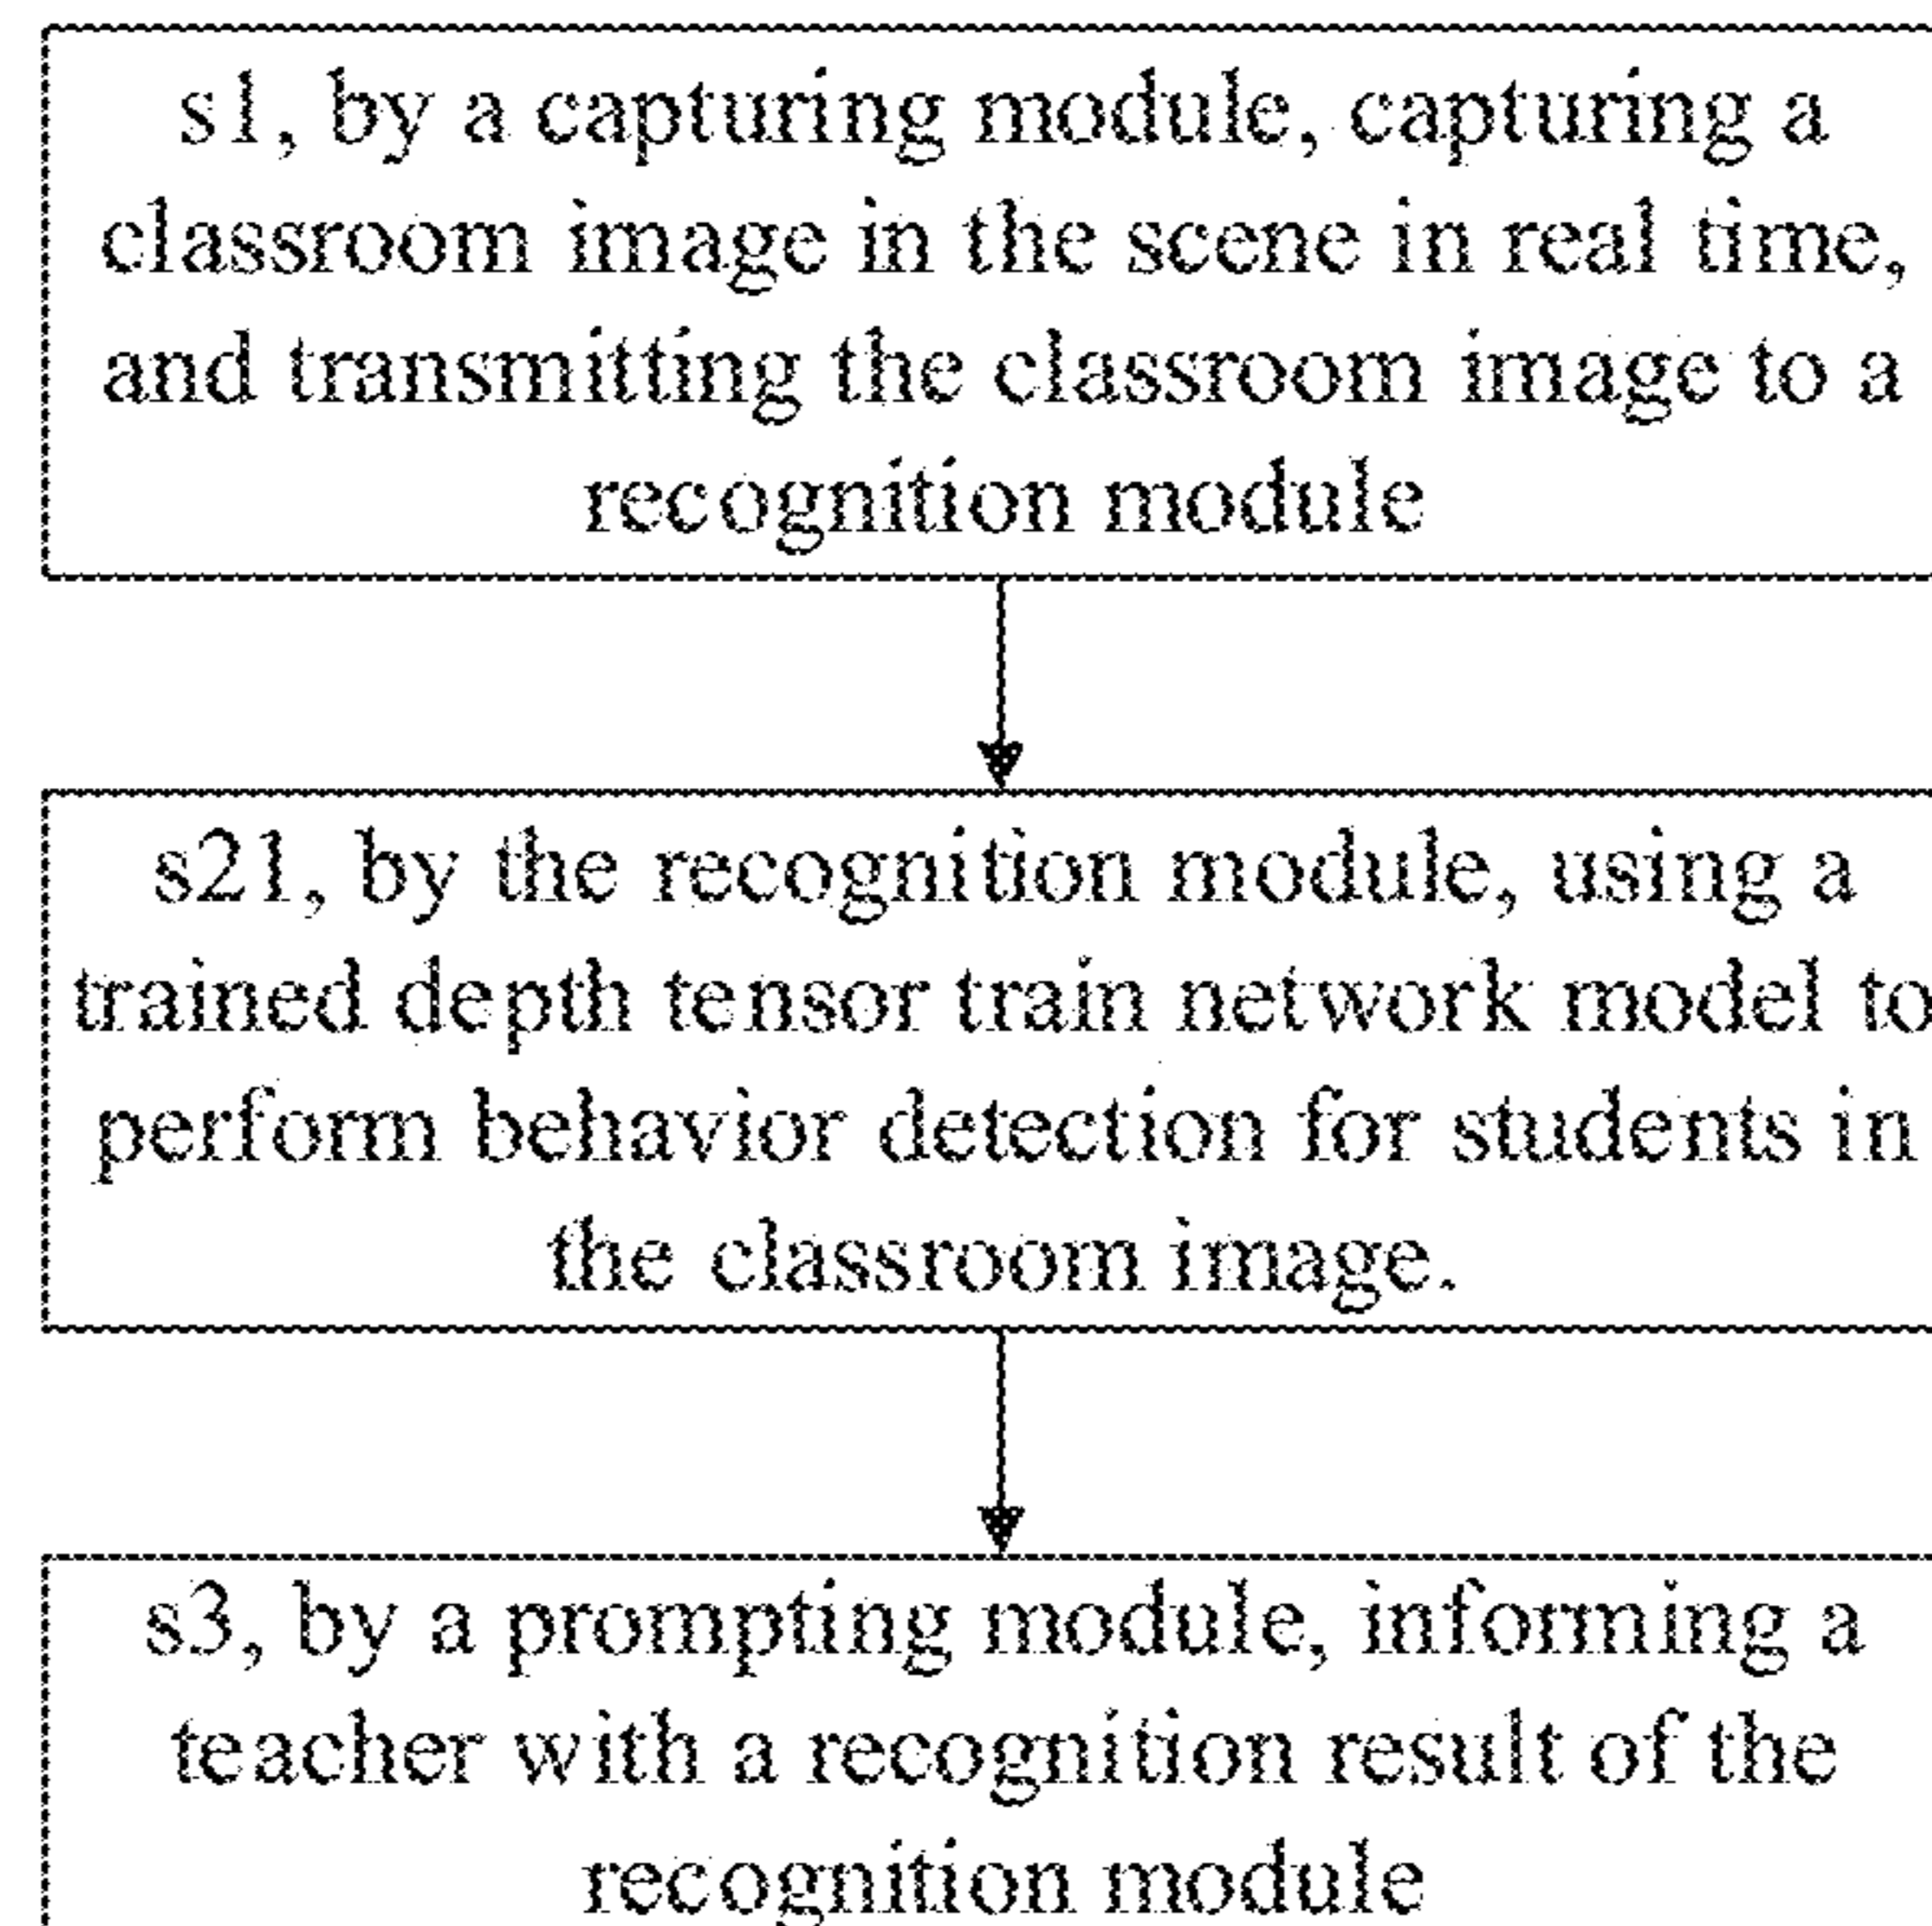 s1, by a capturing module, capturing a
classroom image in the scene in real time,
and transmitting the classroom image to a
recognition module
s21, by the recognition module, using a
trained depth tensor train network model to
perform behavior detection for students in
the classroom image.
s3, by a prompting module, informing a
teacher with a recognition result of the
recognition module